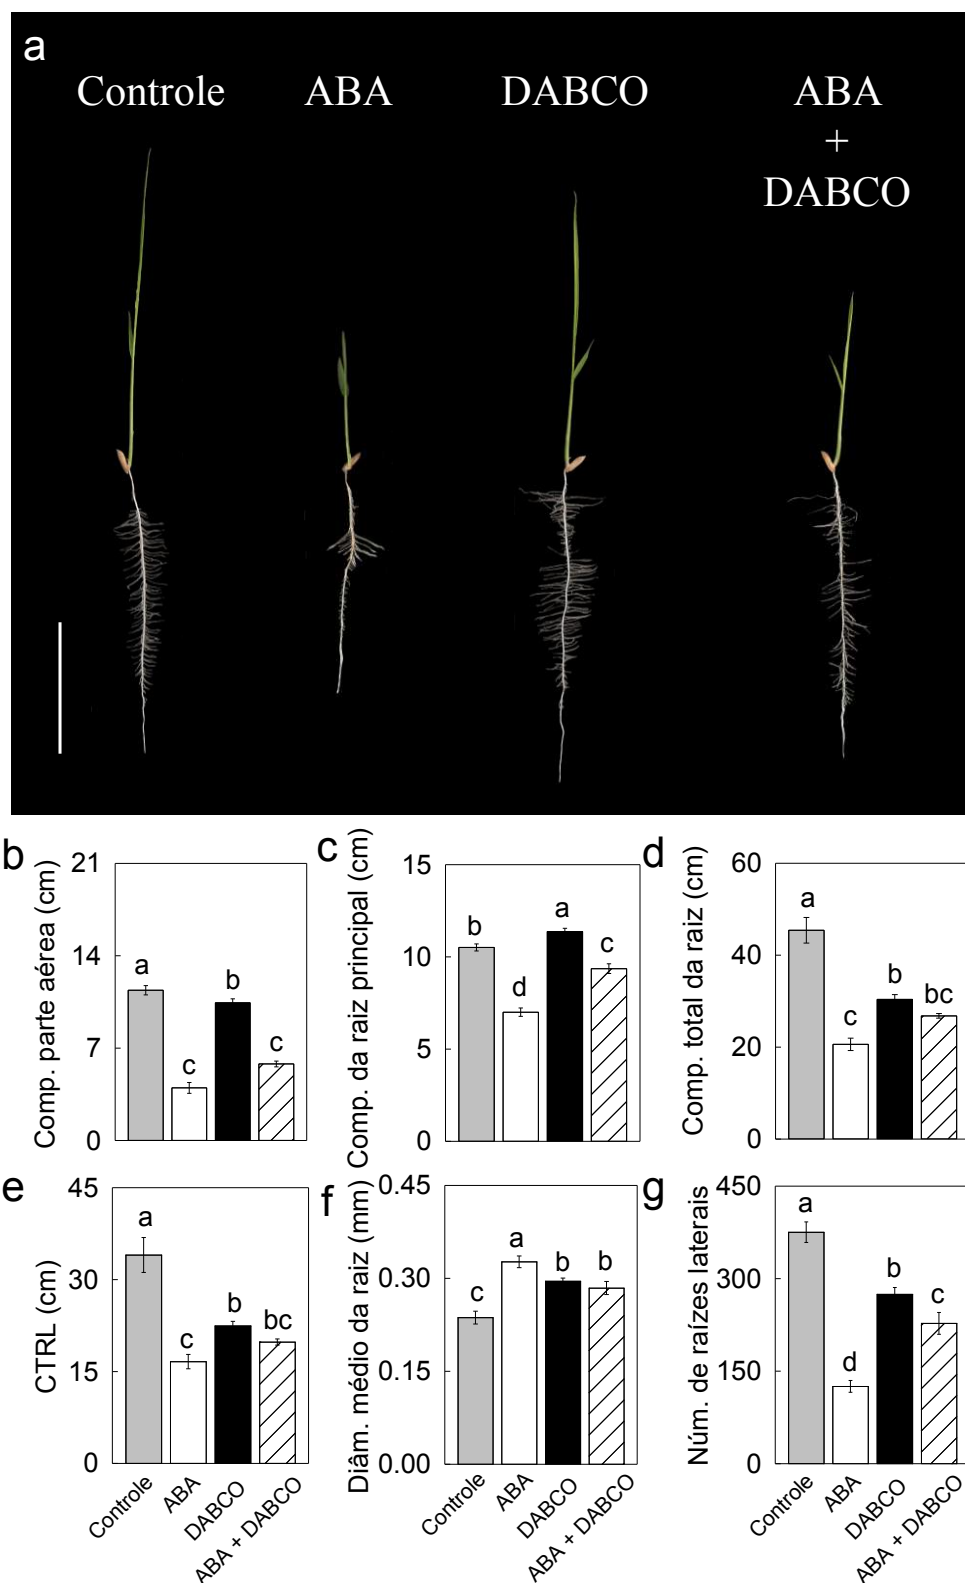 a
Controle
ABA
DABCO
ABA
+
DABCO
b
Comp. parte aérea (cm)
21
14
7
0
a
c
b
c
c
Comp. da raiz principal (cm)
15
10
5
0
b
d
a
c
d
Comp. total da raiz (cm)
60
40
20
0
a
c
b
bc
e
CTRL (cm)
45
30
15
0
a
c
b
bc
Controle
ABA
DABCO
ABA + DABCO
f
Diâm. médio da raiz (mm)
0.45
0.30
0.15
0.00
c
a
b
b
Controle
ABA
DABCO
ABA + DABCO
g
Núm. de raízes laterais
450
300
150
0
a
d
b
c
Controle
ABA
DABCO
ABA + DABCO